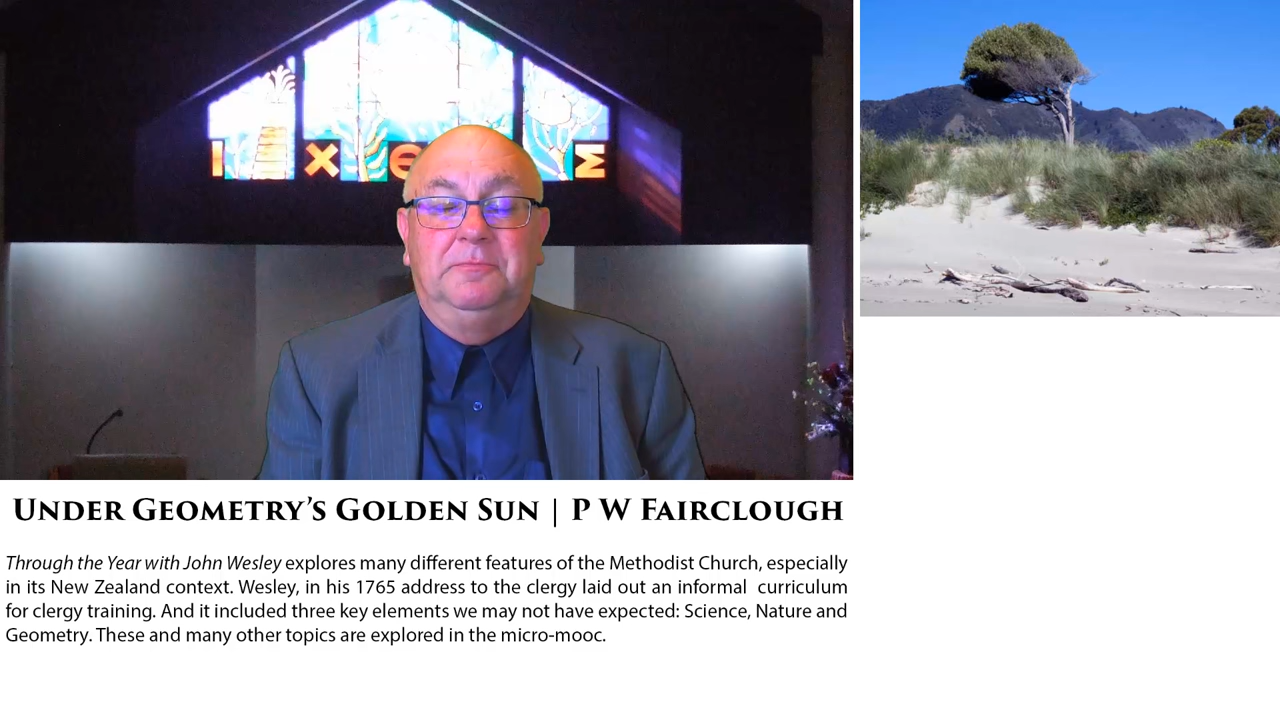 I X Θ Σ
UNDER GEOMETRY'S GOLDEN SUN | P W FAIRCLOUGH
Through the Year with John Wesley explores many different features of the Methodist Church, especially
in its New Zealand context. Wesley, in his 1765 address to the clergy laid out an informal curriculum
for clergy training. And it included three key elements we may not have expected: Science, Nature and
Geometry. These and many other topics are explored in the micro-mooc.